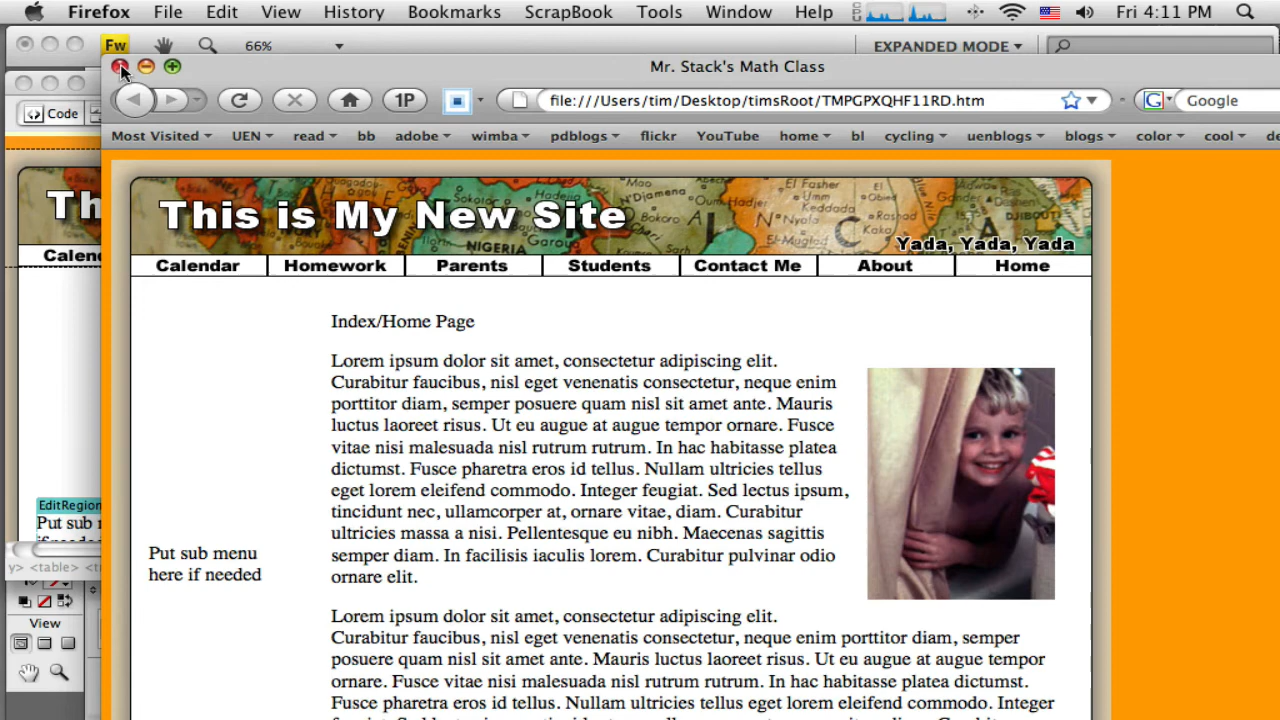 Firefox File Edit View History Bookmarks ScrapBook Tools Window Help Fri 4:11 PM
Fw 66% EXPANDED MODE
Mr. Stack's Math Class
Code
1P file:///Users/tim/Desktop/timsRoot/TMPGPXQHF11RD.htm G Google
Most Visited UEN read bb adobe wimba pdblogs flickr YouTube home bl cycling uenblogs blogs color cool de
Th
This is My New Site
Yada, Yada, Yada
Calen
Calendar Homework Parents Students Contact Me About Home
Index/Home Page
Lorem ipsum dolor sit amet, consectetur adipiscing elit.
Curabitur faucibus, nisl eget venenatis consectetur, neque enim
porttitor diam, semper posuere quam nisl sit amet ante. Mauris
luctus laoreet risus. Ut eu augue at augue tempor ornare. Fusce
vitae nisi malesuada nisl rutrum rutrum. In hac habitasse platea
dictumst. Fusce pharetra eros id tellus. Nullam ultricies tellus
eget lorem eleifend commodo. Integer feugiat. Sed lectus ipsum,
tincidunt nec, ullamcorper at, ornare vitae, diam. Curabitur
ultricies massa a nisi. Pellentesque eu nibh. Maecenas sagittis
semper diam. In facilisis iaculis lorem. Curabitur pulvinar odio
ornare elit.
EditRegion
Put sub
Put sub menu
here if needed
y> <table> <t
View
Lorem ipsum dolor sit amet, consectetur adipiscing elit.
Curabitur faucibus, nisl eget venenatis consectetur, neque enim porttitor diam, semper
posuere quam nisl sit amet ante. Mauris luctus laoreet risus. Ut eu augue at augue tempor
ornare. Fusce vitae nisi malesuada nisl rutrum rutrum. In hac habitasse platea dictumst.
Fusce pharetra eros id tellus. Nullam ultricies tellus eget lorem eleifend commodo. Integer